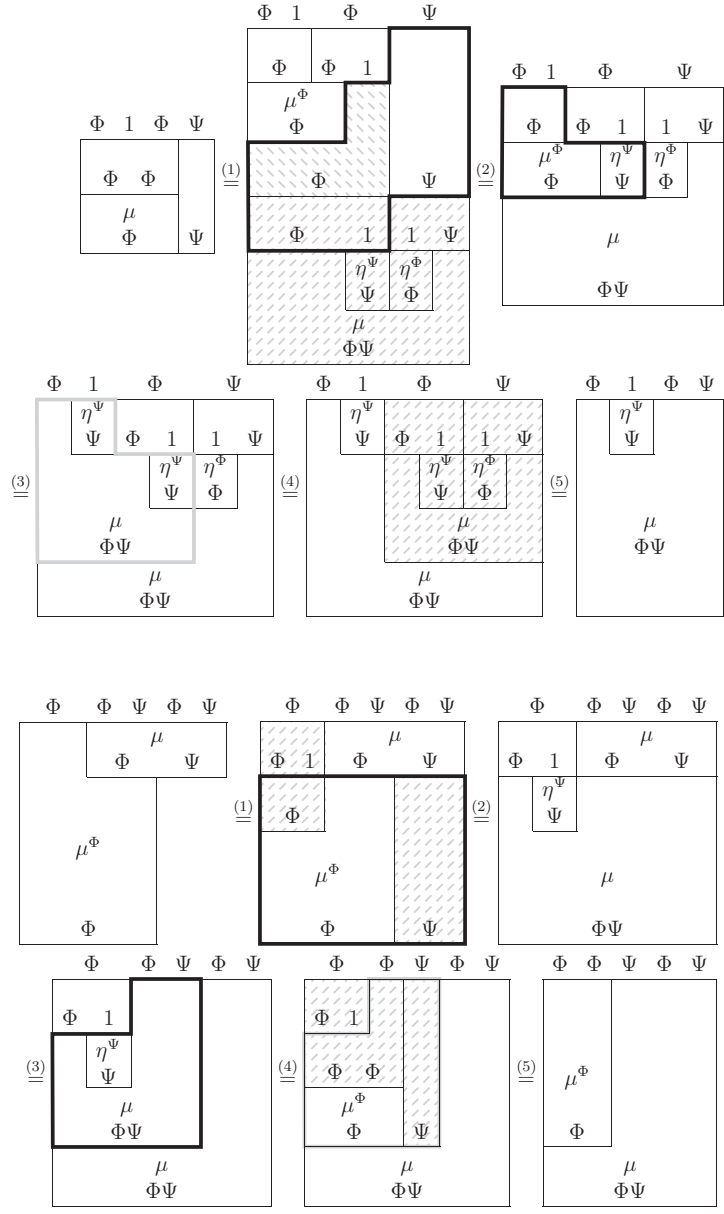 Φ 1 Φ Ψ
Φ Φ
μ
Φ Ψ
(1)
=
Φ 1 Φ Ψ
Φ Φ 1
μ^Φ
Φ
Φ Ψ
Φ 1 1 Ψ
η^Ψ η^Φ
Ψ Φ
μ
ΦΨ
(2)
=
Φ 1 Φ Ψ
Φ Φ 1 1 Ψ
μ^Φ η^Ψ η^Φ
Φ Ψ Φ
μ
ΦΨ
(3)
=
Φ 1 Φ Ψ
η^Ψ
Ψ Φ 1 1 Ψ
η^Ψ η^Φ
Ψ Φ
μ
ΦΨ
μ
ΦΨ
(4)
=
Φ 1 Φ Ψ
η^Ψ
Ψ Φ 1 1 Ψ
η^Ψ η^Φ
Ψ Φ
μ
ΦΨ
μ
ΦΨ
(5)
=
Φ 1 Φ Ψ
η^Ψ
Ψ
μ
ΦΨ
Φ Φ Ψ Φ Ψ
μ
Φ Ψ
μ^Φ
Φ
(1)
=
Φ Φ Ψ Φ Ψ
μ
Φ 1 Φ Ψ
Φ
μ^Φ
Φ Ψ
(2)
=
Φ Φ Ψ Φ Ψ
μ
Φ 1 Φ Ψ
η^Ψ
Ψ
μ
ΦΨ
(3)
=
Φ Φ Ψ Φ Ψ
Φ 1
η^Ψ
Ψ
μ
ΦΨ
μ
ΦΨ
(4)
=
Φ Φ Ψ Φ Ψ
Φ 1
Φ Φ
μ^Φ
Φ Ψ
μ
ΦΨ
(5)
=
Φ Φ Ψ Φ Ψ
μ^Φ
Φ
μ
ΦΨ